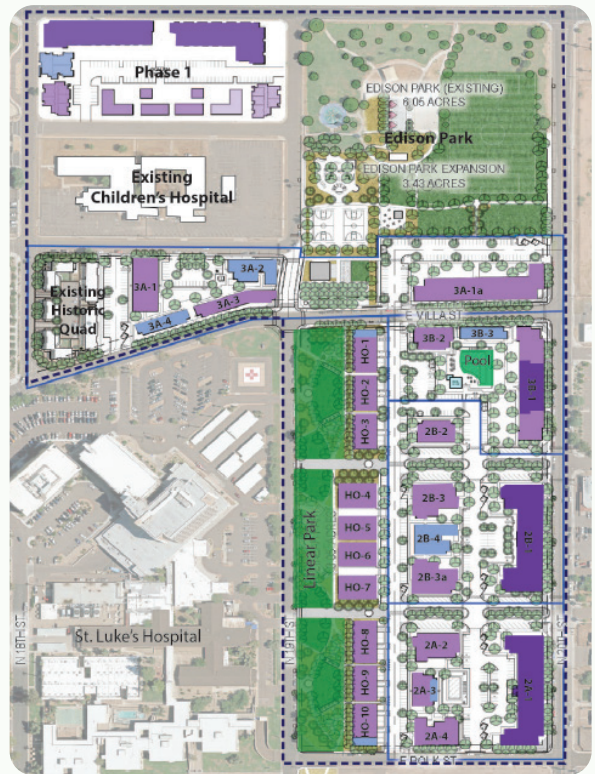 Phase 1
EDISON PARK (EXISTING)
6.05 ACRES
Edison Park
EDISON PARK EXPANSION
3.43 ACRES
Existing
Children's Hospital
3A-1
3A-2
3A-3
3A-4
3A-1a
Existing
Historic
Quad
E VILLA ST
3B-2
3B-3
Pool
HO-1
HO-2
HO-3
2B-2
HO-4
HO-5
HO-6
HO-7
2B-3
2B-4
2B-3a
Linear Park
St. Luke's Hospital
N 18TH ST
N 19TH ST
HO-8
HO-9
HO-10
2A-2
2A-3
2A-4
E POLK ST